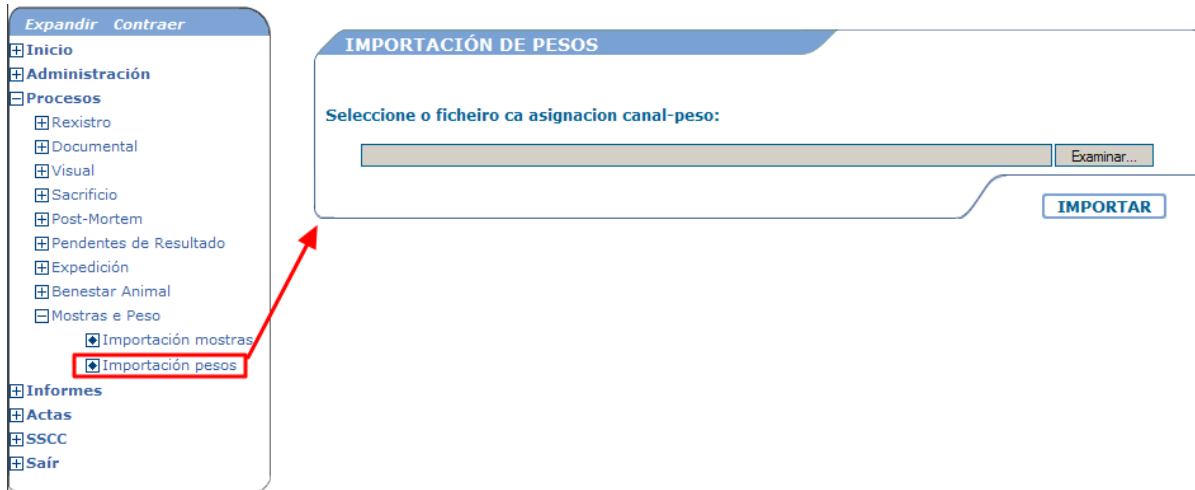 Expandir Contraer
Inicio
Administración
Procesos
Rexistro
Documental
Visual
Sacrificio
Post-Mortem
Pendentes de Resultado
Expedición
Benestar Animal
Mostras e Peso
Importación mostras
Importación pesos
Informes
Actas
SSCC
Saír
IMPORTACIÓN DE PESOS
Seleccione o ficheiro ca asignacion canal-peso:
Examinar...
IMPORTAR